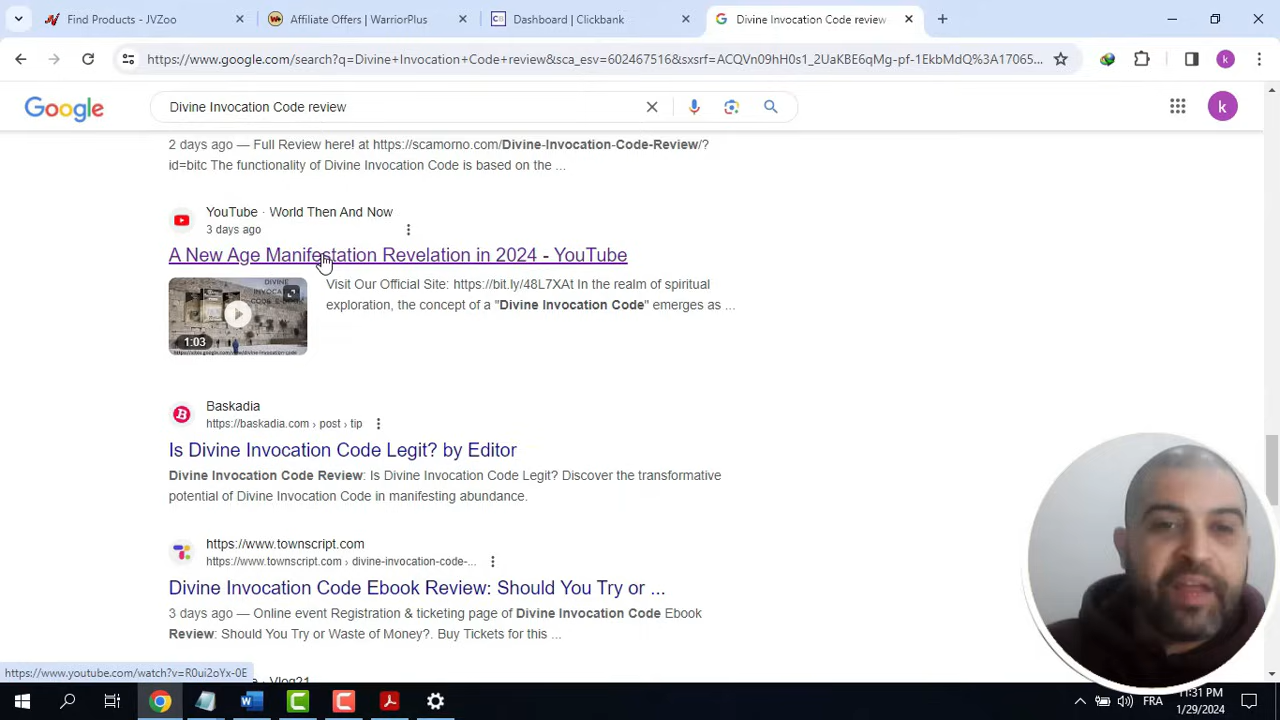 Find Products - JVZoo
Affiliate Offers | WarriorPlus
CB
Dashboard | Clickbank
Divine Invocation Code review
https://www.google.com/search?q=Divine+Invocation+Code+review&sca_esv=602467516&sxsrf=ACQVn09hH0s1_2UaKBE6qMg-pf-1EkbMdQ%3A17065...
k
Google
Divine Invocation Code review
k
2 days ago — Full Review here! at https://scamorno.com/Divine-Invocation-Code-Review/?
id=bitc The functionality of Divine Invocation Code is based on the ...
YouTube · World Then And Now
3 days ago
A New Age Manifestation Revelation in 2024 - YouTube
DIVINE
INVOCATION
1:03
Visit Our Official Site: https://bit.ly/48L7XAt In the realm of spiritual
exploration, the concept of a "Divine Invocation Code" emerges as ...
Baskadia
https://baskadia.com › post › tip
Is Divine Invocation Code Legit? by Editor
Divine Invocation Code Review: Is Divine Invocation Code Legit? Discover the transformative
potential of Divine Invocation Code in manifesting abundance.
https://www.townscript.com
https://www.townscript.com › divine-invocation-code-...
Divine Invocation Code Ebook Review: Should You Try or ...
3 days ago — Online event Registration & ticketing page of Divine Invocation Code Ebook
Review: Should You Try or Waste of Money?. Buy Tickets for this ...
https://www.youtube.com/watch?v=R0ui2oYx-0E
Vlog21
FRA
11:31 PM
1/29/2024